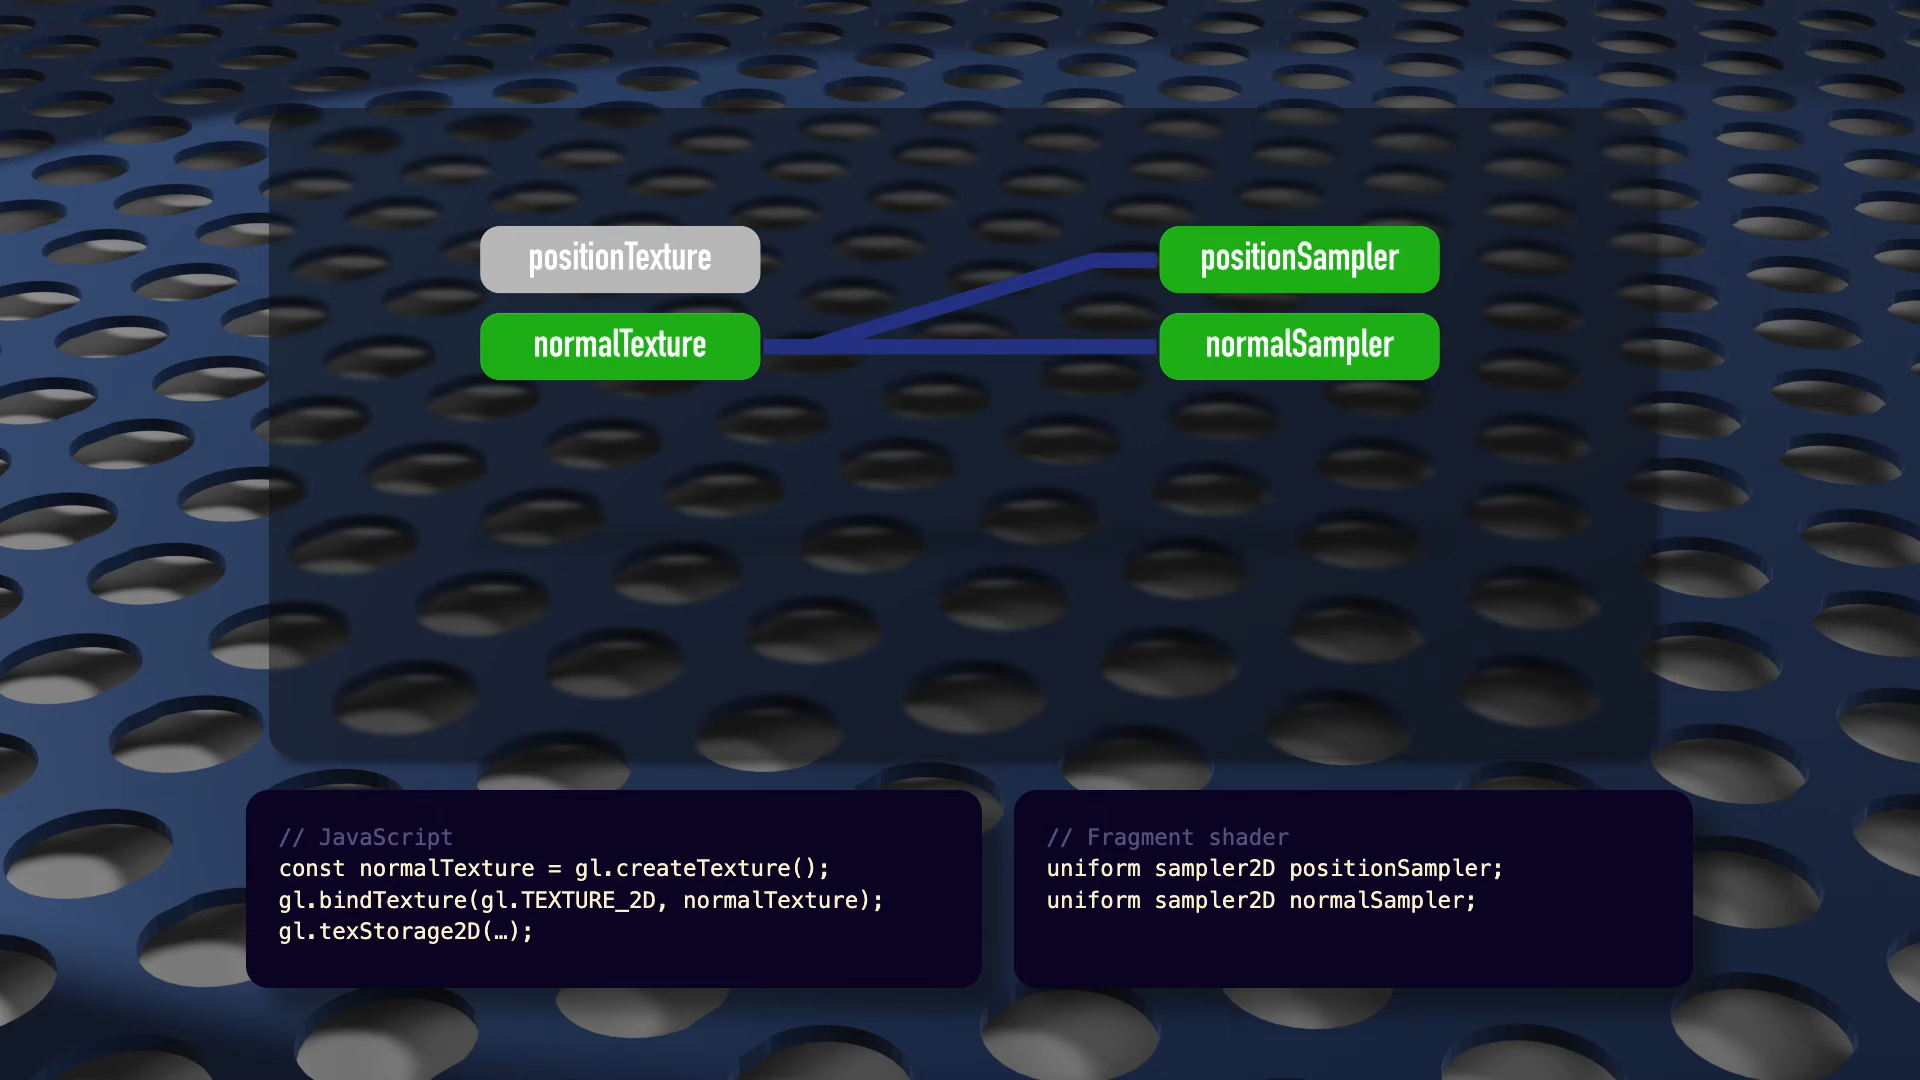 positionTexture
positionSampler
normalTexture
normalSampler
// JavaScript
const normalTexture = gl.createTexture();
gl.bindTexture(gl.TEXTURE_2D, normalTexture);
gl.texStorage2D(…);
// Fragment shader
uniform sampler2D positionSampler;
uniform sampler2D normalSampler;